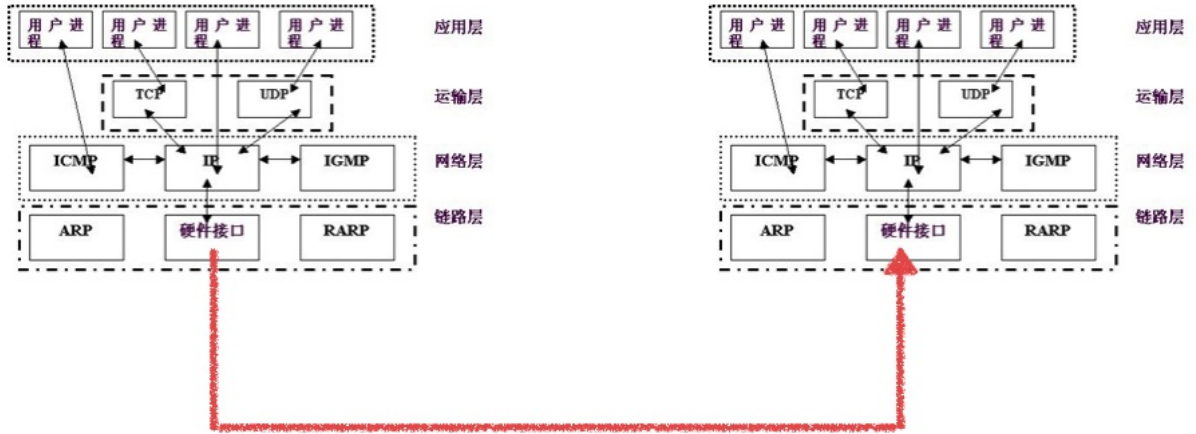 用户进 用户进 用户进 用户进 应用层 用户进 用户进 用户进 用户进 应用层
程 程 程 程 程 程 程 程
TCP UDP 运输层 TCP UDP 运输层
ICMP IP IGMP 网络层 ICMP IP IGMP 网络层
ARP 硬件接口 RARP 链路层 ARP 硬件接口 RARP 链路层